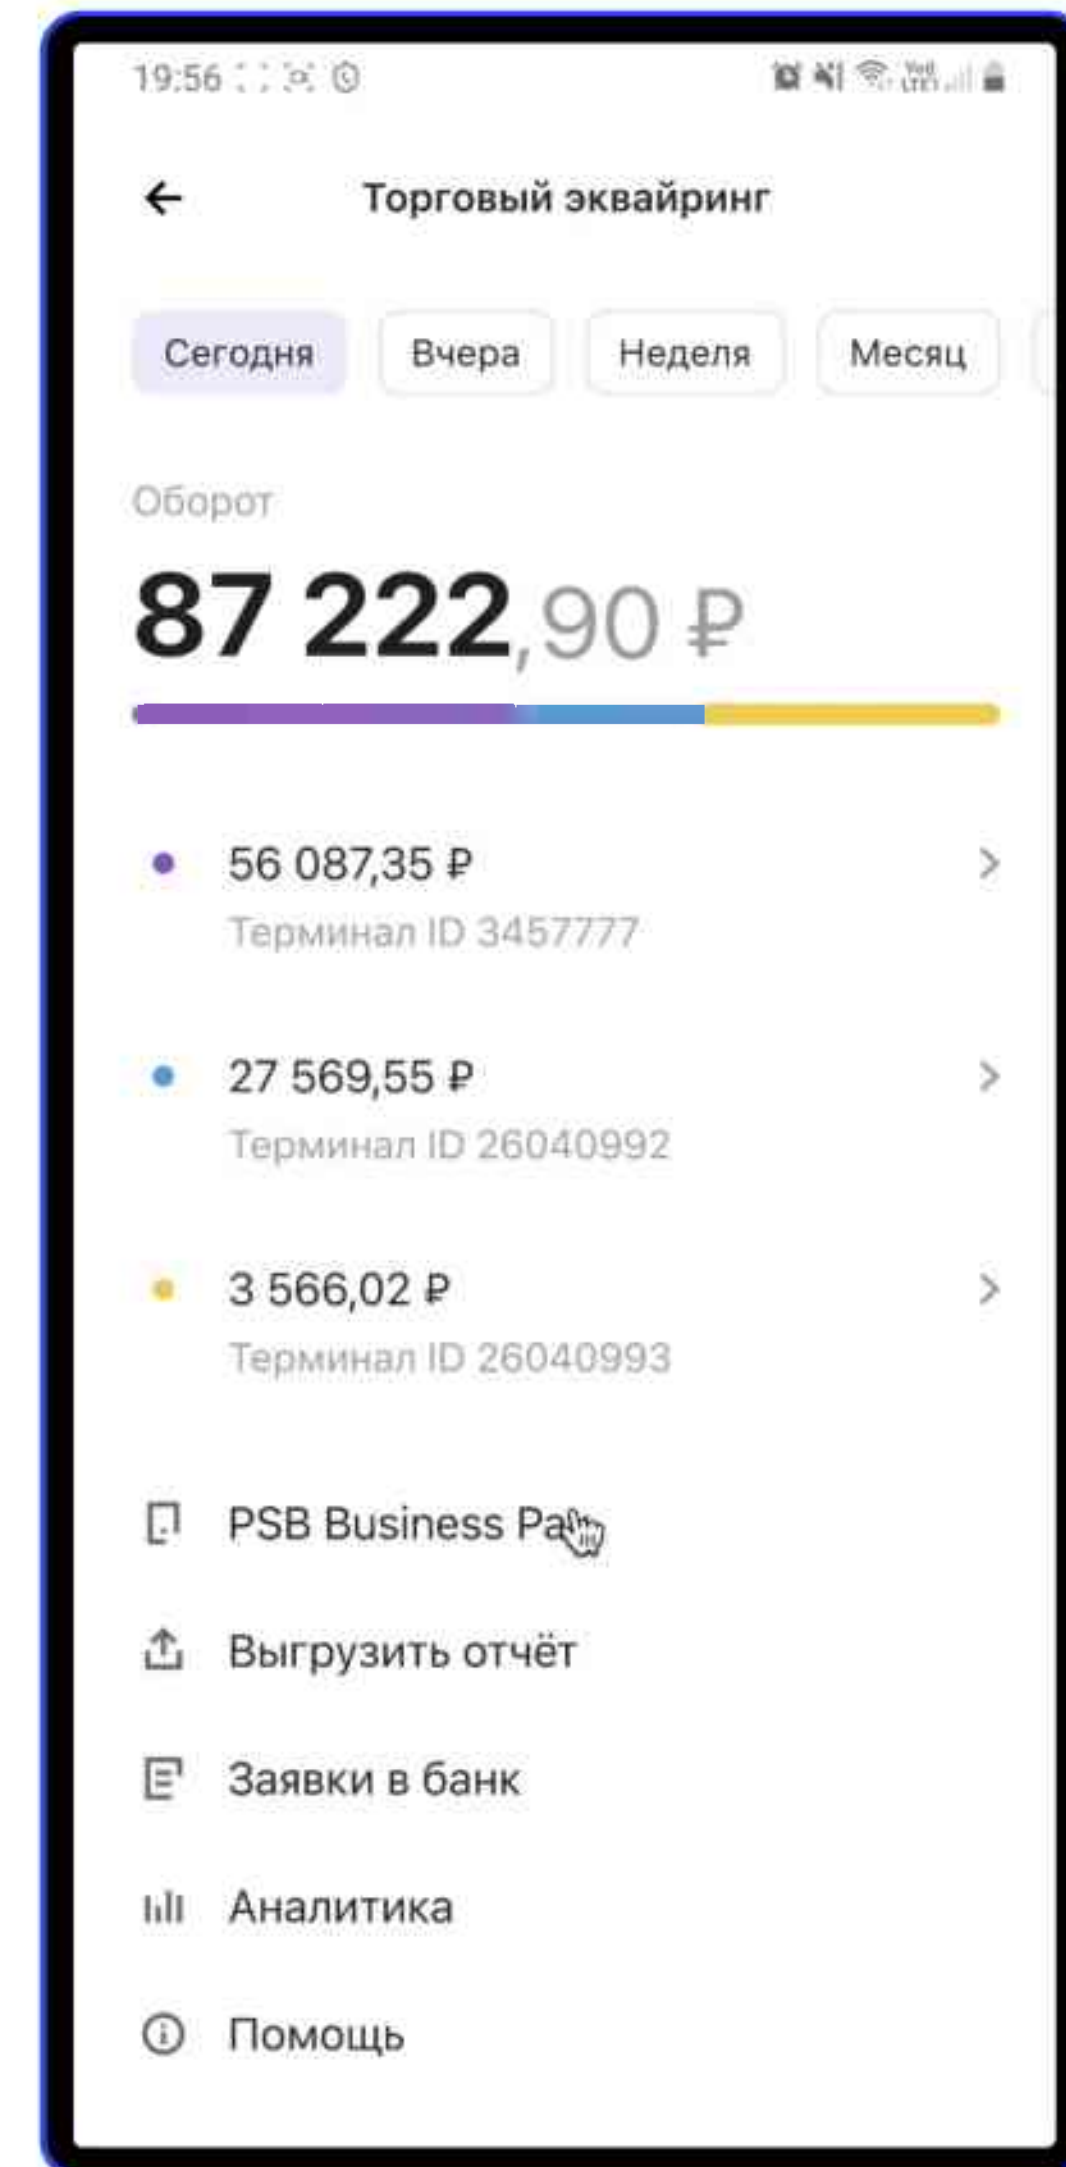 19:56
Торговый эквайринг
Сегодня Вчера Неделя Месяц
Оборот
87 222,90 ₽
56 087,35 ₽
Терминал ID 3457777
27 569,55 ₽
Терминал ID 26040992
3 566,02 ₽
Терминал ID 26040993
PSB Business
Выгрузить отчёт
Заявки в банк
Аналитика
Помощь